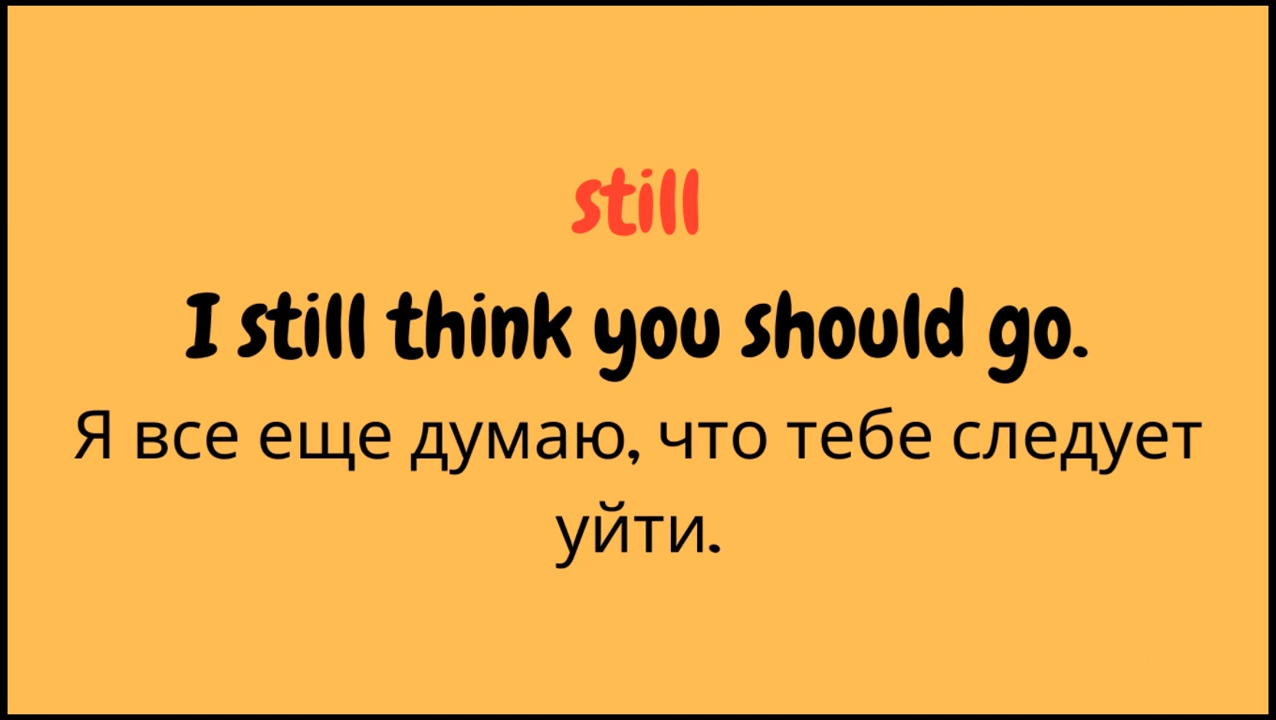 still
I still think you should go.
Я все еще думаю, что тебе следует
уйти.